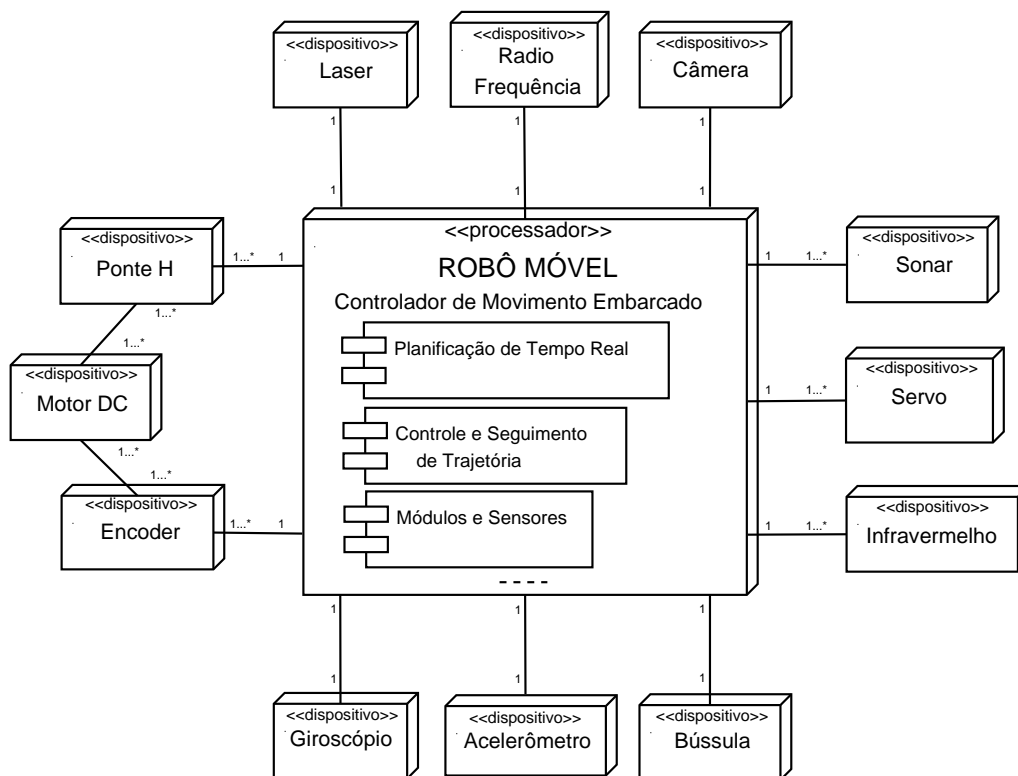 <<dispositivo>>
Laser
<<dispositivo>>
Radio
Frequência
<<dispositivo>>
Câmera
1
1
1
1
1
1
<<processador>>
ROBÔ MÓVEL
Controlador de Movimento Embarcado
Planificação de Tempo Real
Controle e Seguimento
de Trajetória
Módulos e Sensores
- - - -
<<dispositivo>>
Ponte H
1...*
1
1...*
1...*
<<dispositivo>>
Motor DC
1...*
1...*
<<dispositivo>>
Encoder
1...*
1
<<dispositivo>>
Sonar
1
1...*
<<dispositivo>>
Servo
1
1...*
<<dispositivo>>
Infravermelho
1
1...*
1
1
1
1
1
1
<<dispositivo>>
Giroscópio
<<dispositivo>>
Acelerômetro
<<dispositivo>>
Bússula